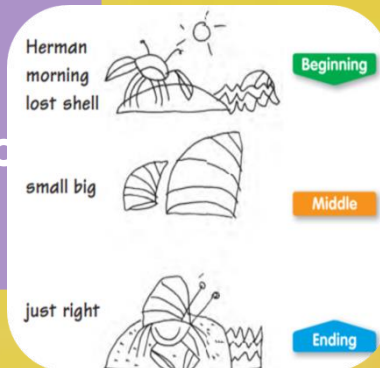 Herman
morning
lost shell
Beginning
small big
Middle
just right
Ending